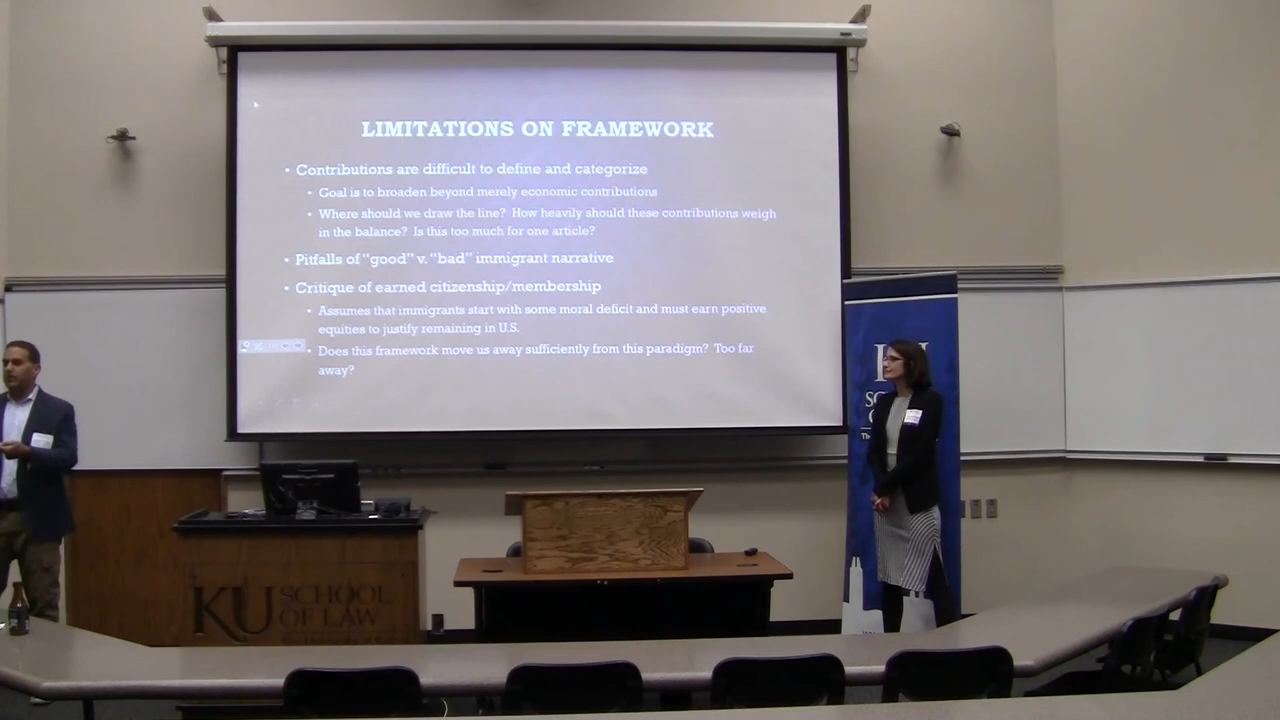 LIMITATIONS ON FRAMEWORK
• Contributions are difficult to define and categorize
• Goal is to broaden beyond merely economic contributions
• Where should we draw the line? How heavily should these contributions weigh
in the balance? Is this too much for one article?
• Pitfalls of “good” v. “bad” immigrant narrative
• Critique of earned citizenship/membership
• Assumes that immigrants start with some moral deficit and must earn positive
equities to justify remaining in U.S.
• Does this framework move us away sufficiently from this paradigm? Too far
away?
KU SCHOOL
OF LAW
The University of